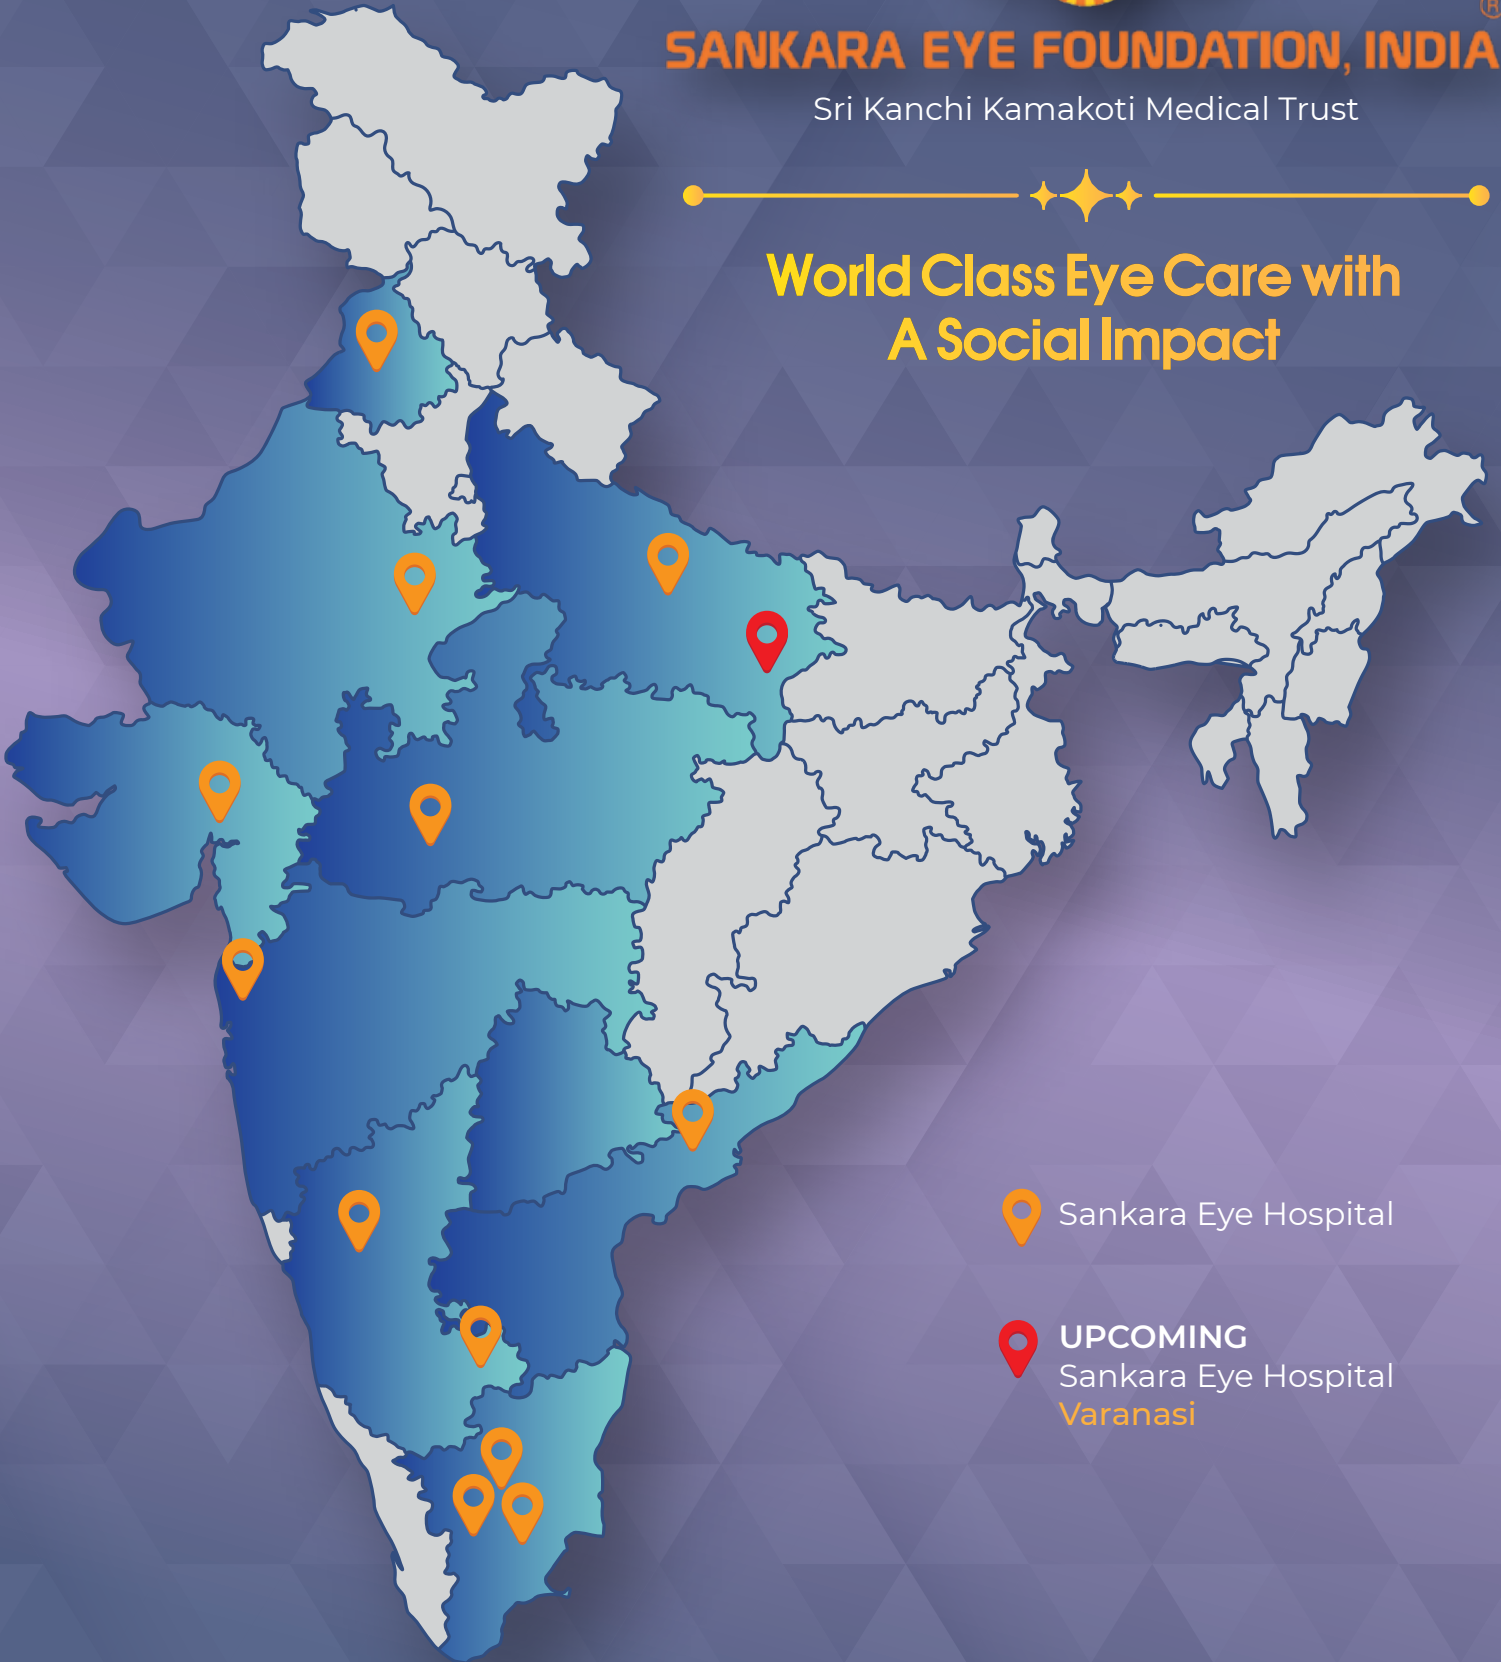 ®
SANKARA EYE FOUNDATION, INDIA
Sri Kanchi Kamakoti Medical Trust
World Class Eye Care with
A Social Impact
Sankara Eye Hospital
UPCOMING
Sankara Eye Hospital
Varanasi